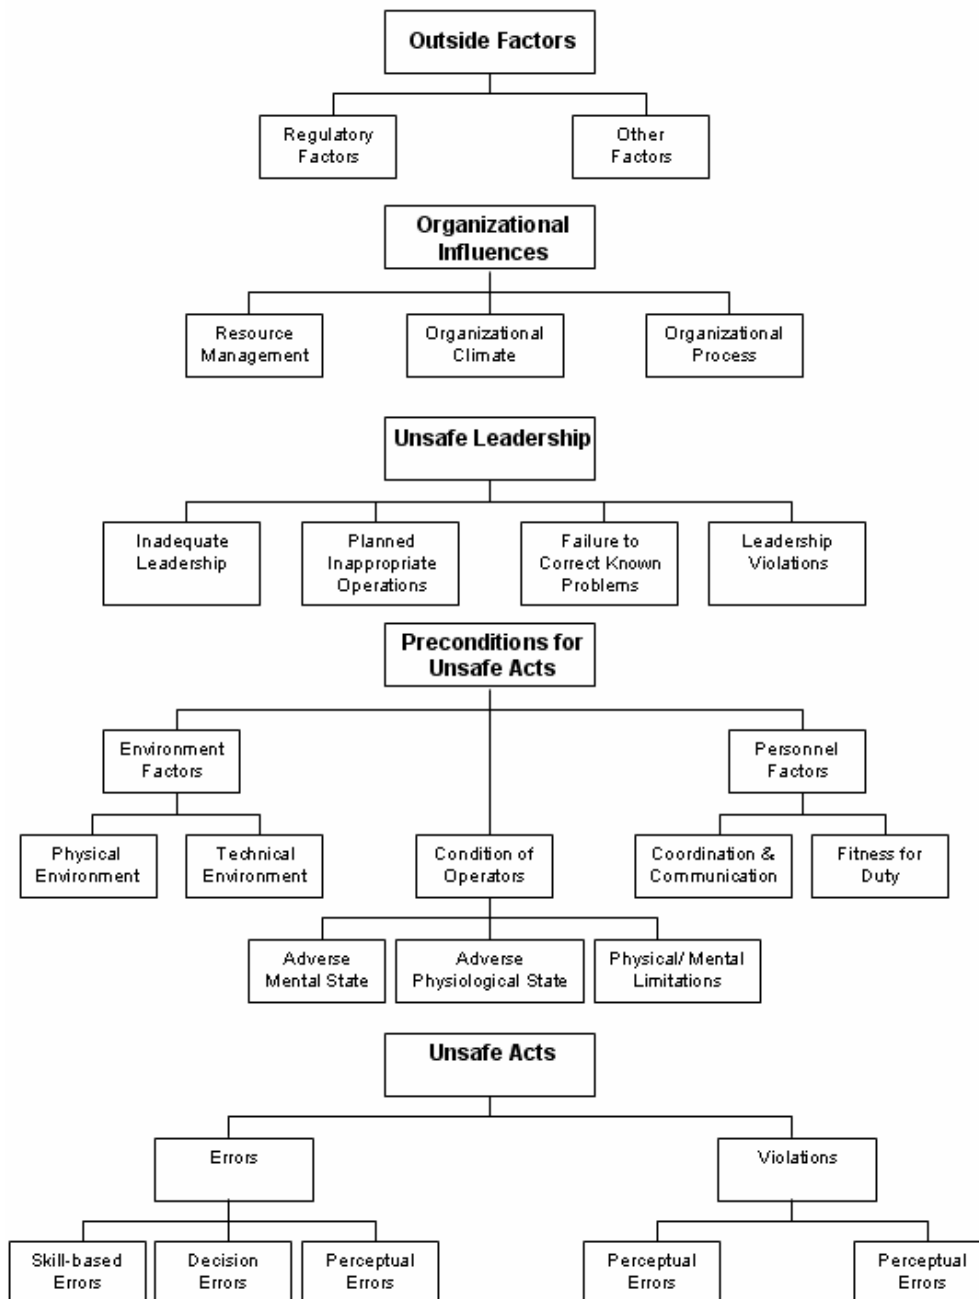 Outside Factors
Regulatory
Factors
Other
Factors
Organizational
Influences
Resource
Management
Organizational
Climate
Organizational
Process
Unsafe Leadership
Inadequate
Leadership
Planned
Inappropriate
Operations
Failure to
Correct Known
Problems
Leadership
Violations
Preconditions for
Unsafe Acts
Environment
Factors
Personnel
Factors
Physical
Environment
Technical
Environment
Condition of
Operators
Coordination &
Communication
Fitness for
Duty
Adverse
Mental State
Adverse
Physiological State
Physical/ Mental
Limitations
Unsafe Acts
Errors
Violations
Skill-based
Errors
Decision
Errors
Perceptual
Errors
Perceptual
Errors
Perceptual
Errors